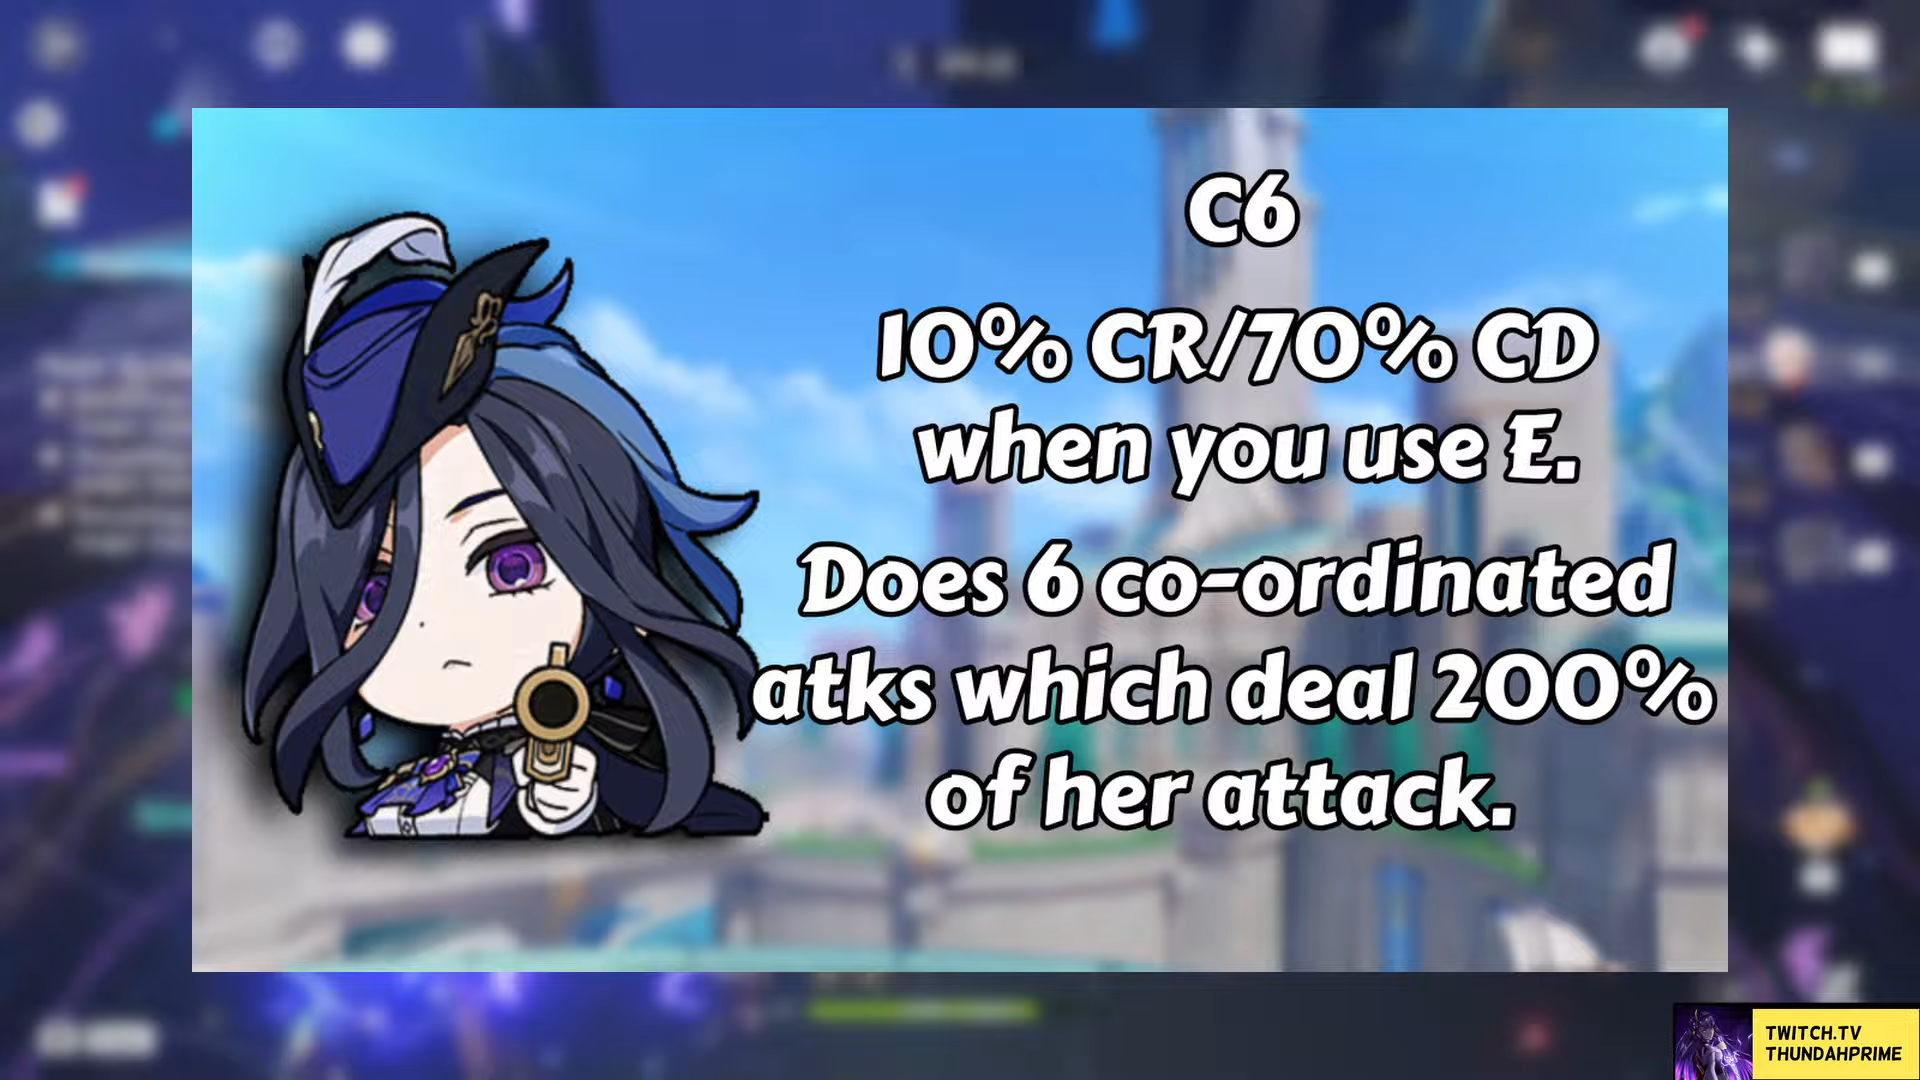 C6
10% CR/70% CD
when you use E.
Does 6 co-ordinated
atks which deal 200%
of her attack.
TWITCH.TV
THUNDAHPRIME